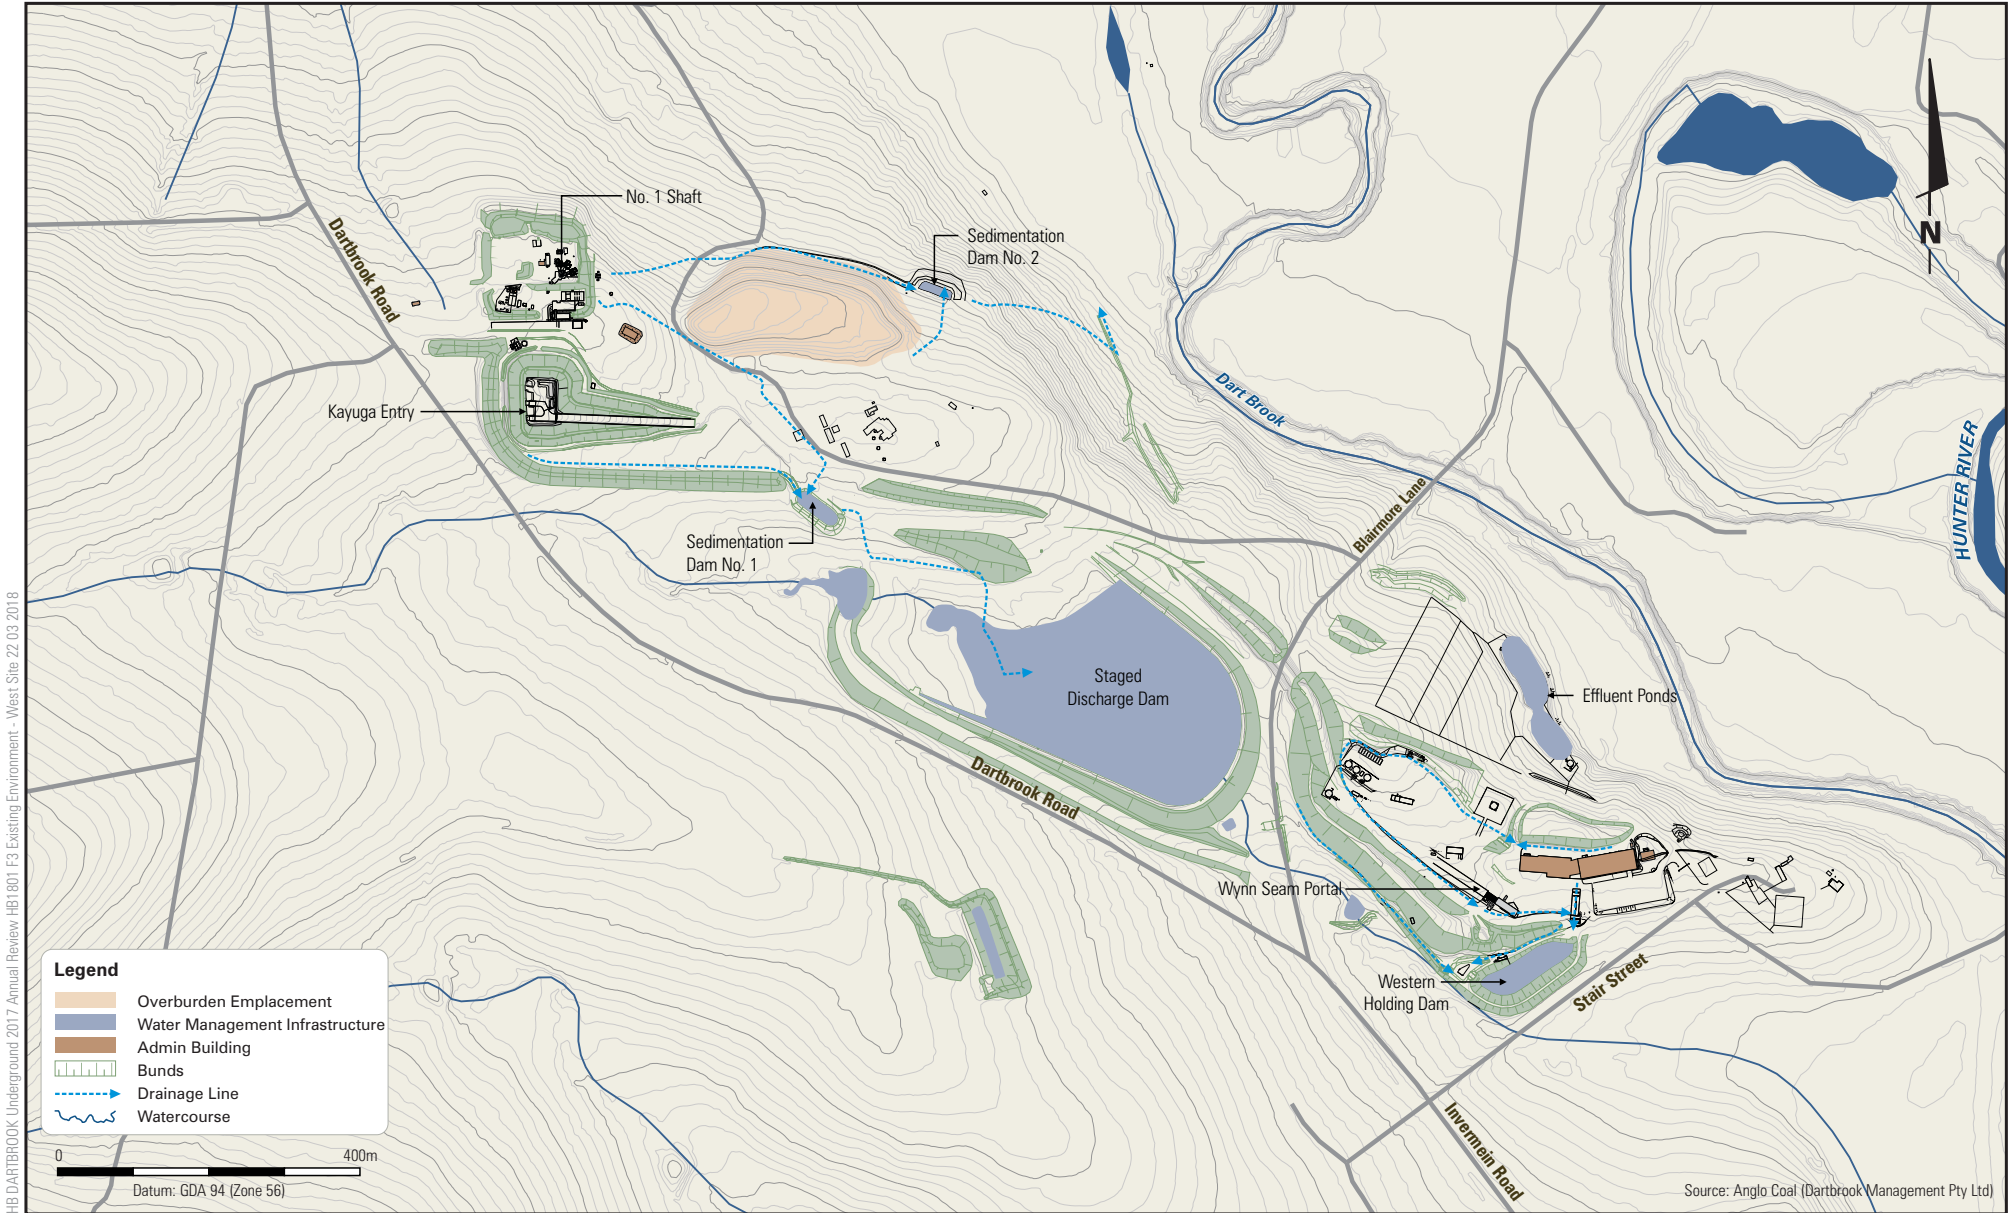 No. 1 Shaft
Sedimentation
Dam No. 2
N
Dartbrook Road
Kayuga Entry
Dart Brook
HUNTER RIVER
Blairmore Lane
Sedimentation
Dam No. 1
Staged
Discharge Dam
Effluent Ponds
Dartbrook Road
Wynn Seam Portal
Western
Holding Dam
Stair Street
Invermein Road
Legend
Overburden Emplacement
Water Management Infrastructure
Admin Building
Bunds
Drainage Line
Watercourse
0 400m
Datum: GDA 94 (Zone 56)
Source: Anglo Coal (Dartbrook Management Pty Ltd)
HB DARTBROOK Underground 2017 Annual Review HB1801 F3 Existing Environment - West Site 22 03 2018